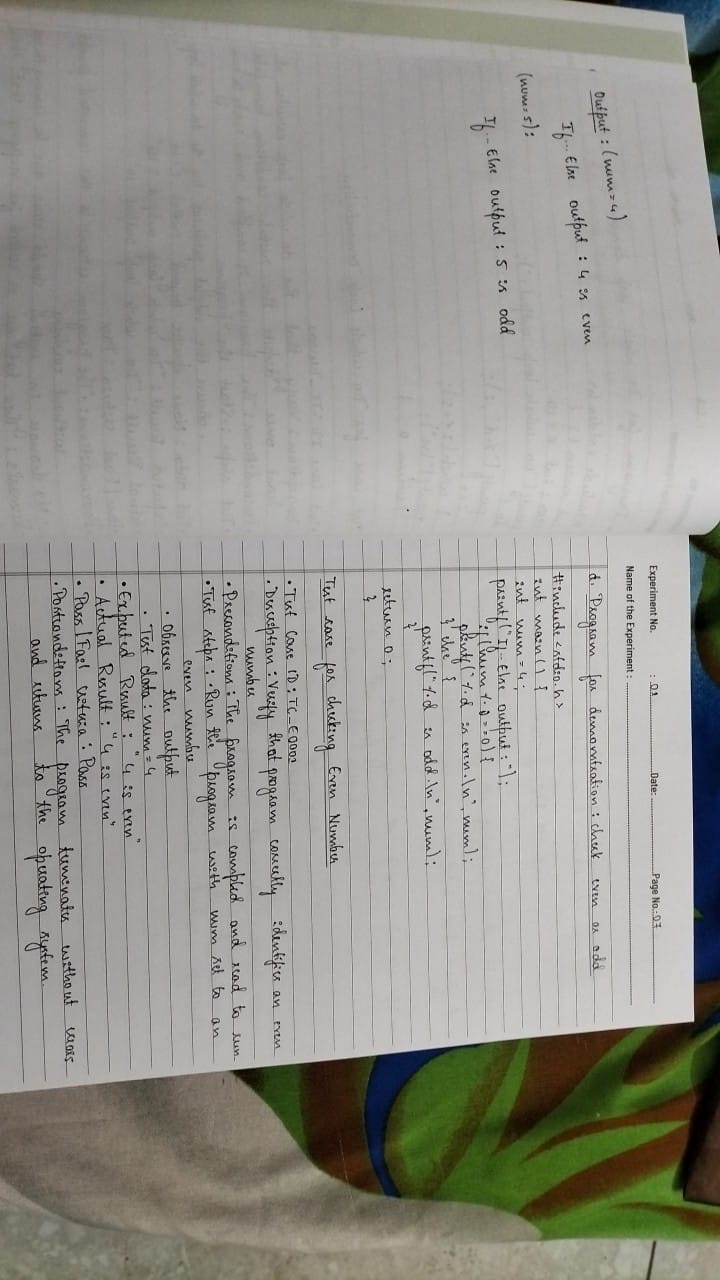 Output : (num = 4)
If... Else output : 4 is even
(num = 5) :
If... Else output : 5 is odd
Experiment No. : 01 Date: Page No.: 07
Name of the Experiment :
d. Program for demonstration : check even or odd
#include <stdio.h>
int main () {
int num = 4 ;
printf("If-Else output : ");
if (num % 2 == 0) {
printf("%d is even.\n", num);
} else {
printf("%d is odd.\n", num);
}
return 0;
}
Test case for checking Even Number
• Test Case ID : TC_E0002
• Description : Verify that program correctly identifies an even
number
• Preconditions : The program is compiled and read to run
• Test steps : • Run the program with num set to an
even number
• Observe the output
• Test data : num = 4
• Expected Result : "4 is even"
• Actual Result : "4 is even"
• Pass / Fail criteria : Pass
• Postconditions : The program terminates without errors
and returns to the operating system.